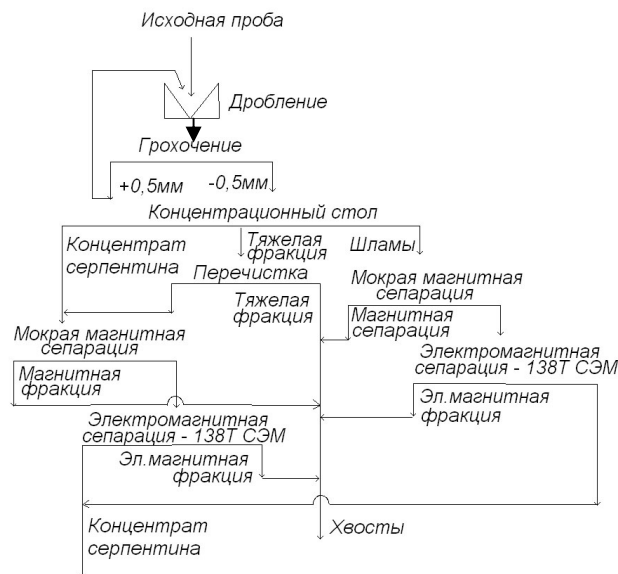 Исходная проба
Дробление
Грохочение
+0,5мм
-0,5мм
Концентрационный стол
Концентрат
серпентина
Тяжелая
фракция
Шламы
Перечистка
Тяжелая
фракция
Мокрая магнитная
сепарация
Магнитная
сепарация
Мокрая магнитная
сепарация
Магнитная
фракция
Электромагнитная
сепарация - 138Т СЭМ
Эл.магнитная
фракция
Электромагнитная
сепарация - 138Т СЭМ
Эл.магнитная
фракция
Концентрат
серпентина
Хвосты